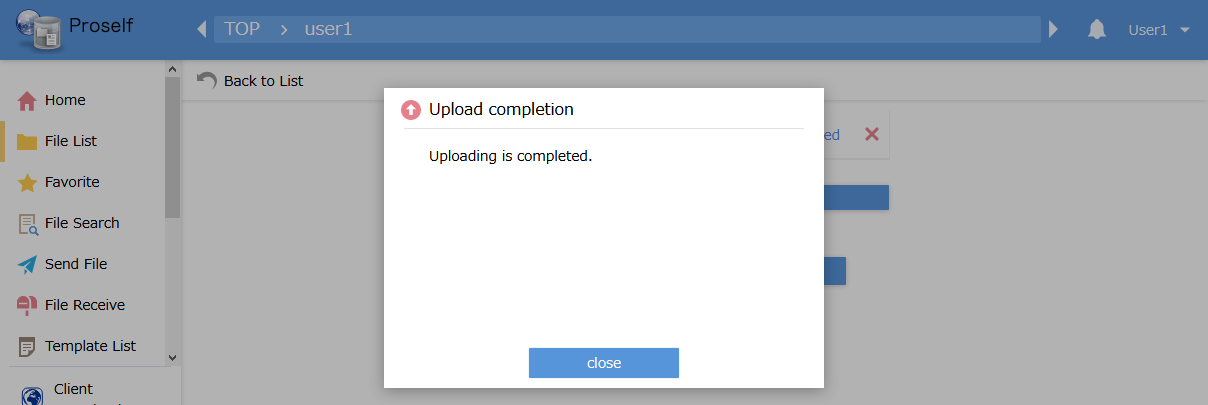 Proself
TOP > user1
User1
Home
File List
Favorite
File Search
Send File
File Receive
Template List
Client
Back to List
Upload completion
Uploading is completed.
close